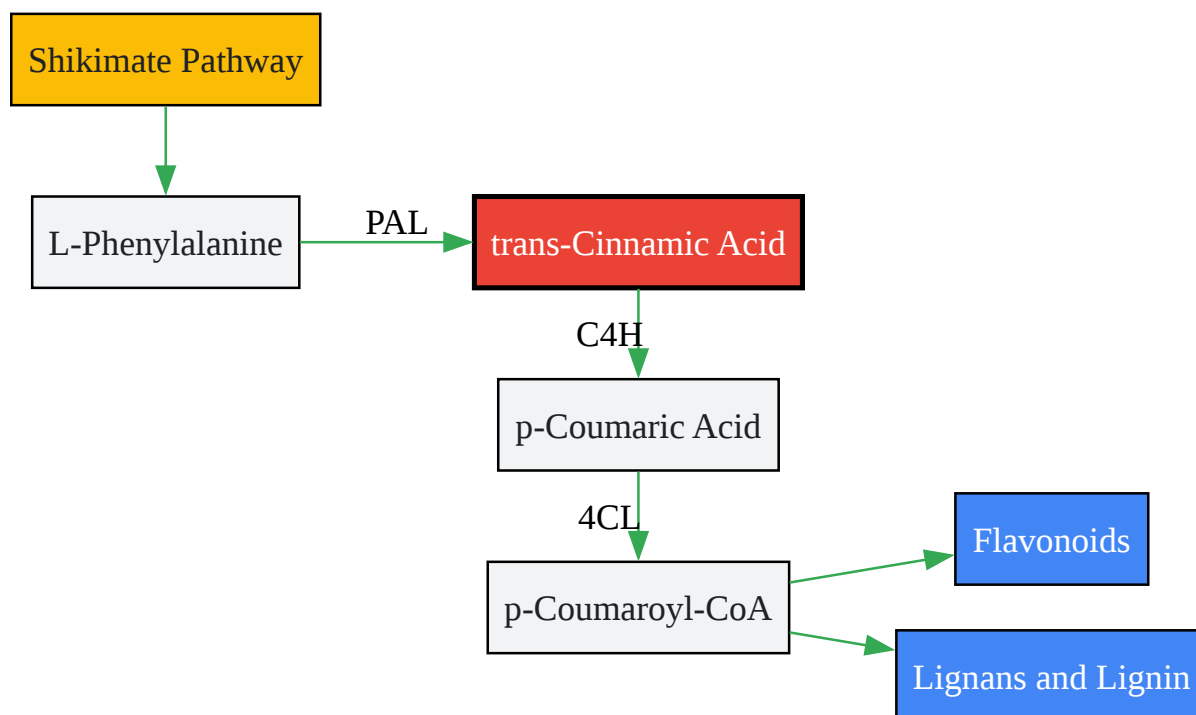 Shikimate Pathway
L-Phenylalanine
PAL
trans-Cinnamic Acid
C4H
p-Coumaric Acid
4CL
p-Coumaroyl-CoA
Flavonoids
Lignans and Lignin